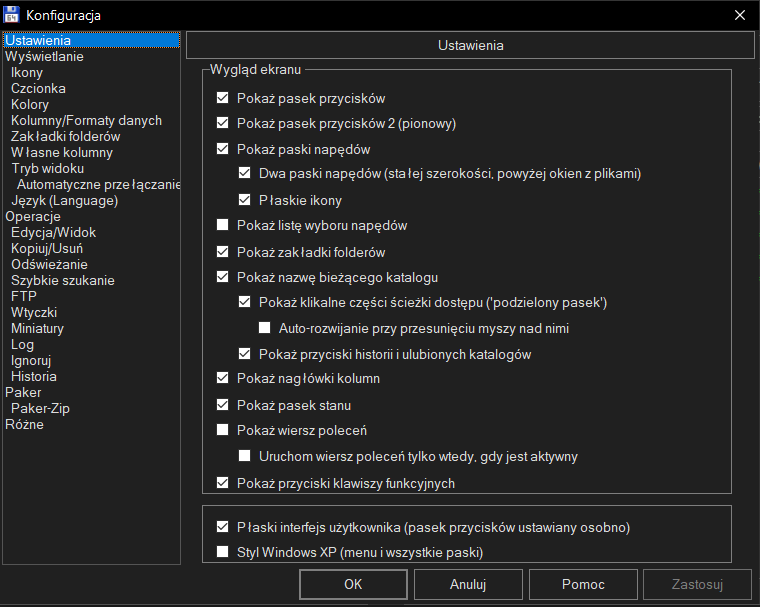 64
Konfiguracja
Ustawienia
Wyświetlanie
Ikony
Czcionka
Kolory
Kolumny/Formaty danych
Zakładki folderów
Własne kolumny
Tryb widoku
Automatyczne przełączanie
Język (Language)
Operacje
Edycja/Widok
Kopiuj/Usuń
Odświeżanie
Szybkie szukanie
FTP
Wtyczki
Miniatury
Log
Ignoruj
Historia
Paker
Paker-Zip
Różne
Ustawienia
Wygląd ekranu
Pokaż pasek przycisków
Pokaż pasek przycisków 2 (pionowy)
Pokaż paski napędów
Dwa paski napędów (stałej szerokości, powyżej okien z plikami)
Płaskie ikony
Pokaż listę wyboru napędów
Pokaż zakładki folderów
Pokaż nazwę bieżącego katalogu
Pokaż klikalne części ścieżki dostępu ('podzielony pasek')
Auto-rozwijanie przy przesunięciu myszy nad nimi
Pokaż przyciski historii i ulubionych katalogów
Pokaż nagłówki kolumn
Pokaż pasek stanu
Pokaż wiersz poleceń
Uruchom wiersz poleceń tylko wtedy, gdy jest aktywny
Pokaż przyciski klawiszy funkcyjnych
Płaski interfejs użytkownika (pasek przycisków ustawiany osobno)
Styl Windows XP (menu i wszystkie paski)
OK
Anuluj
Pomoc
Zastosuj